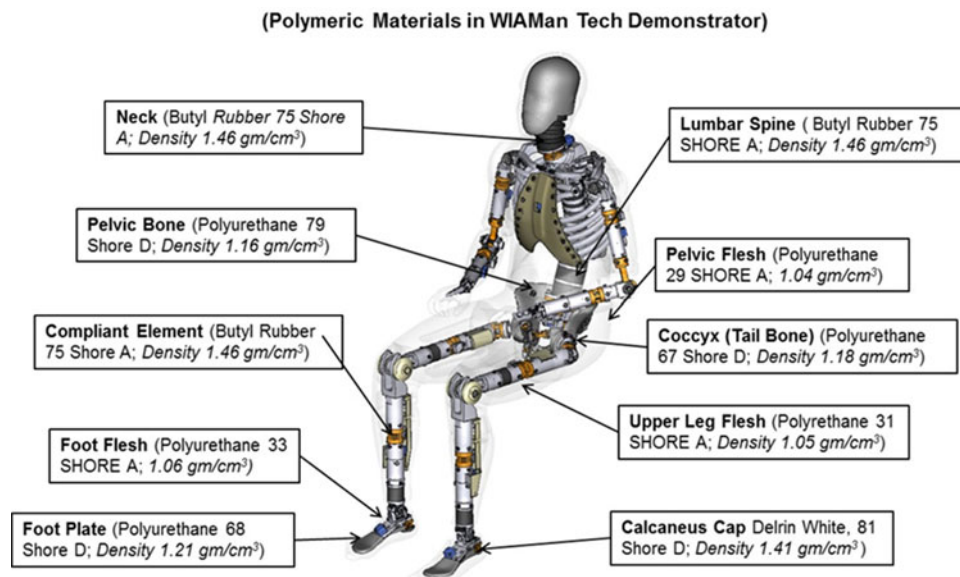 (Polymeric Materials in WIAMan Tech Demonstrator)
Neck (Butyl Rubber 75 Shore
A; Density 1.46 gm/cm³)
Lumbar Spine ( Butyl Rubber 75
SHORE A; Density 1.46 gm/cm³)
Pelvic Bone (Polyurethane 79
Shore D; Density 1.16 gm/cm³)
Pelvic Flesh (Polyurethane
29 SHORE A; 1.04 gm/cm³)
Compliant Element (Butyl Rubber
75 Shore A; Density 1.46 gm/cm³)
Coccyx (Tail Bone) (Polyurethane
67 Shore D; Density 1.18 gm/cm³)
Upper Leg Flesh (Polyrethane 31
SHORE A; Density 1.05 gm/cm³)
Foot Flesh (Polyurethane 33
SHORE A; 1.06 gm/cm³)
Foot Plate (Polyurethane 68
Shore D; Density 1.21 gm/cm³)
Calcaneus Cap Delrin White, 81
Shore D; Density 1.41 gm/cm³)